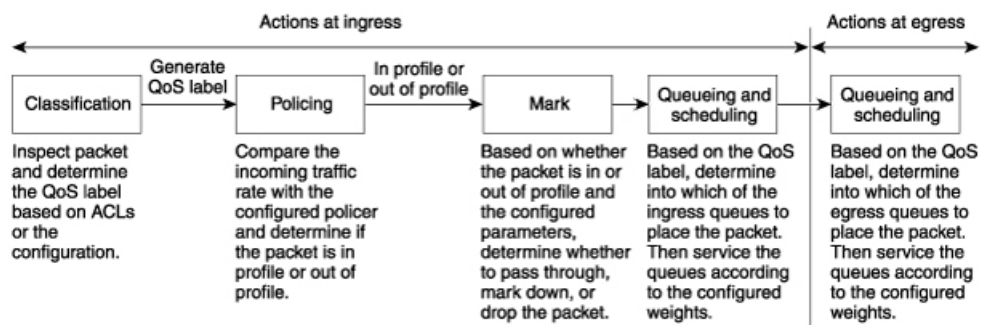 Actions at ingress
Actions at egress
Generate
QoS label
In profile or
out of profile
Classification
Policing
Mark
Queueing and
scheduling
Queueing and
scheduling
Inspect packet
and determine
the QoS label
based on ACLs
or the
configuration.
Compare the
incoming traffic
rate with the
configured policer
and determine if
the packet is in
profile or out of
profile.
Based on whether
the packet is in or
out of profile and
the configured
parameters,
determine whether
to pass through,
mark down, or
drop the packet.
Based on the QoS
label, determine
into which of the
ingress queues to
place the packet.
Then service the
queues according
to the configured
weights.
Based on the QoS
label, determine
into which of the
egress queues to
place the packet.
Then service the
queues according
to the configured
weights.